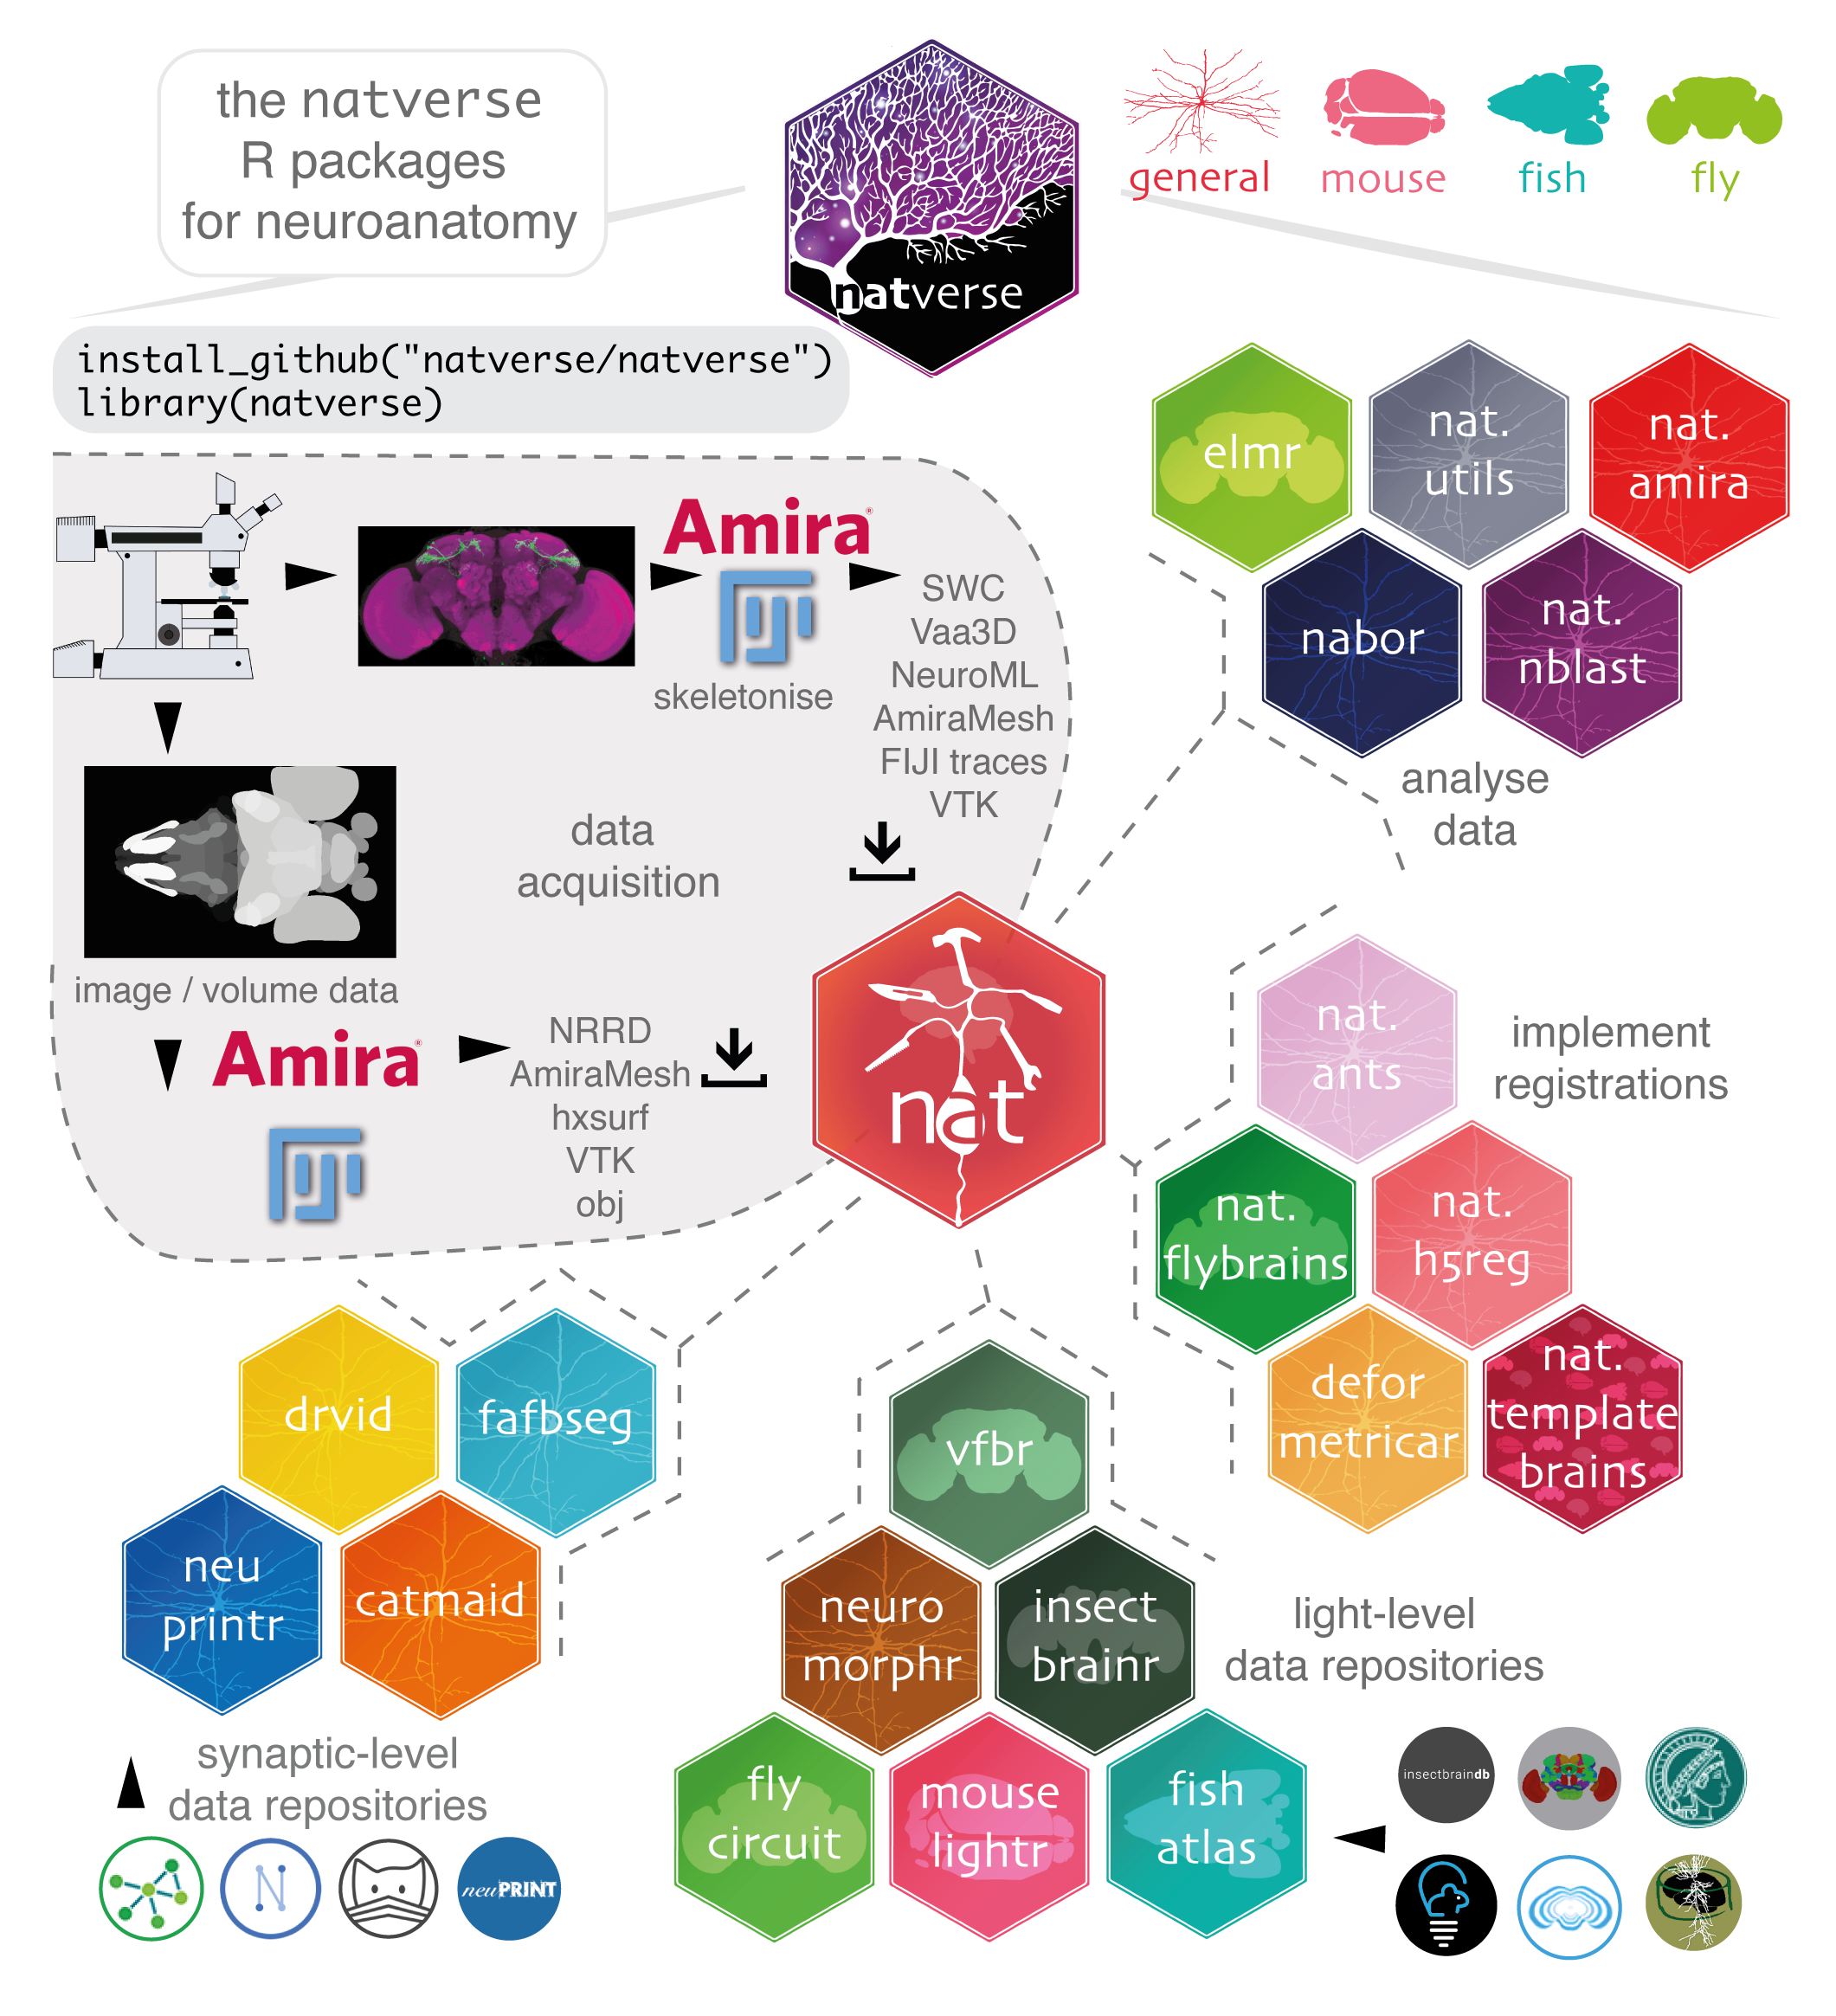 the natverse
R packages
for neuroanatomy
natverse
general
mouse
fish
fly
install_github("natverse/natverse")
library(natverse)
elmr
nat.
utils
nat.
amira
nabor
nat.
nblast
analyse
data
Amira®
skeletonise
SWC
Vaa3D
NeuroML
AmiraMesh
FIJI traces
VTK
data
acquisition
image / volume data
Amira®
NRRD
AmiraMesh
hxsurf
VTK
obj
nat
nat.
ants
implement
registrations
nat.
flybrains
nat.
h5reg
defor
metricar
nat.
template
brains
drvid
fafbseg
neu
printr
catmaid
synaptic-level
data repositories
N
neuPRINT
vfbr
neuro
morphr
insect
brainr
light-level
data repositories
fly
circuit
mouse
lightr
fish
atlas
insectbraindb